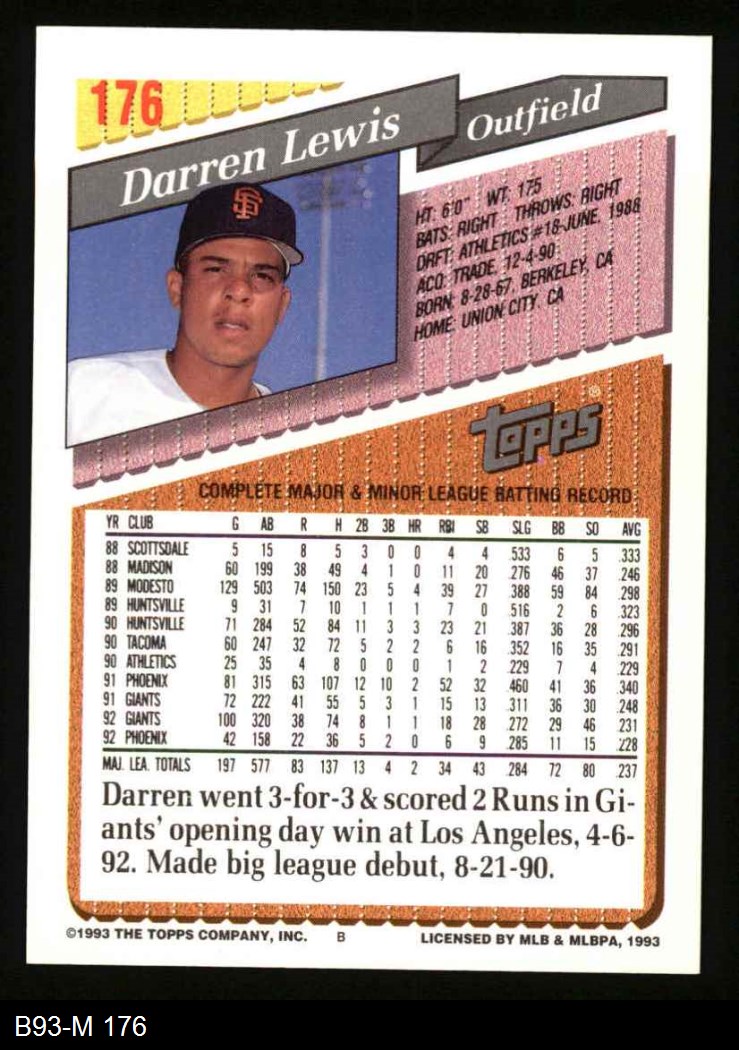 176
Darren Lewis
Outfield
SF
HT: 6'0" WT: 175
BATS: RIGHT THROWS: RIGHT
DRFT: ATHLETICS #18-JUNE, 1988
ACQ: TRADE, 12-4-90
BORN: 8-28-67, BERKELEY, CA
HOME: UNION CITY, CA
Topps®
COMPLETE MAJOR & MINOR LEAGUE BATTING RECORD
YR CLUB G AB R H 2B 3B HR RBI SB SLG BB SO AVG
88 SCOTTSDALE 5 15 8 5 3 0 0 4 4 .533 6 5 .333
88 MADISON 60 199 38 49 4 1 0 11 20 .276 46 37 .246
89 MODESTO 129 503 74 150 23 5 4 39 27 .388 59 84 .298
89 HUNTSVILLE 9 31 7 10 1 1 1 7 0 .516 2 6 .323
90 HUNTSVILLE 71 284 52 84 11 3 3 23 21 .387 36 28 .296
90 TACOMA 60 247 32 72 5 2 2 6 16 .352 16 35 .291
90 ATHLETICS 25 35 4 8 0 0 0 1 2 .229 7 4 .229
91 PHOENIX 81 315 63 107 12 10 2 52 32 .460 41 36 .340
91 GIANTS 72 222 41 55 5 3 1 15 13 .311 36 30 .248
92 GIANTS 100 320 38 74 8 1 1 18 28 .272 29 46 .231
92 PHOENIX 42 158 22 36 5 2 0 6 9 .285 11 15 .228
MAJ. LEA. TOTALS 197 577 83 137 13 4 2 34 43 .284 72 80 .237
Darren went 3-for-3 & scored 2 Runs in Gi-
ants' opening day win at Los Angeles, 4-6-
92. Made big league debut, 8-21-90.
©1993 THE TOPPS COMPANY, INC. B LICENSED BY MLB & MLBPA, 1993
B93-M 176